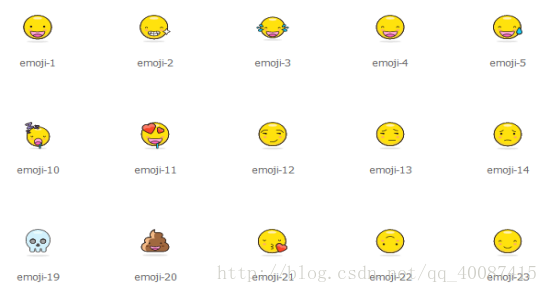 emoji-1 emoji-2 emoji-3 emoji-4 emoji-5
emoji-10 emoji-11 emoji-12 emoji-13 emoji-14
emoji-19 emoji-20 emoji-21 emoji-22 emoji-23
http://blog.csdn.net/qq_40087415